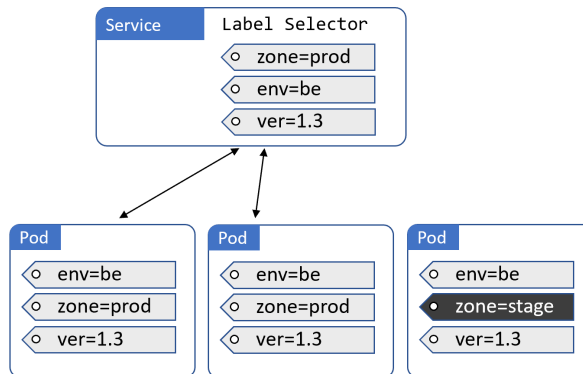 Service
Label Selector
zone=prod
env=be
ver=1.3
Pod
env=be
zone=prod
ver=1.3
Pod
env=be
zone=prod
ver=1.3
Pod
env=be
zone=stage
ver=1.3